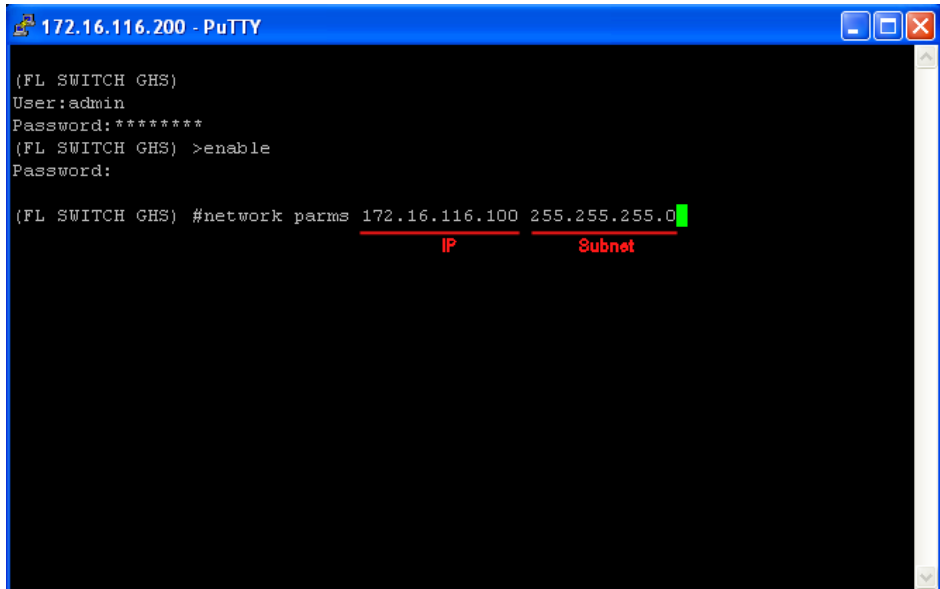 172.16.116.200 - PuTTY
(FL SWITCH GHS)
User:admin
Password:********
(FL SWITCH GHS) >enable
Password:
(FL SWITCH GHS) #network parms 172.16.116.100 255.255.255.0
IP Subnet